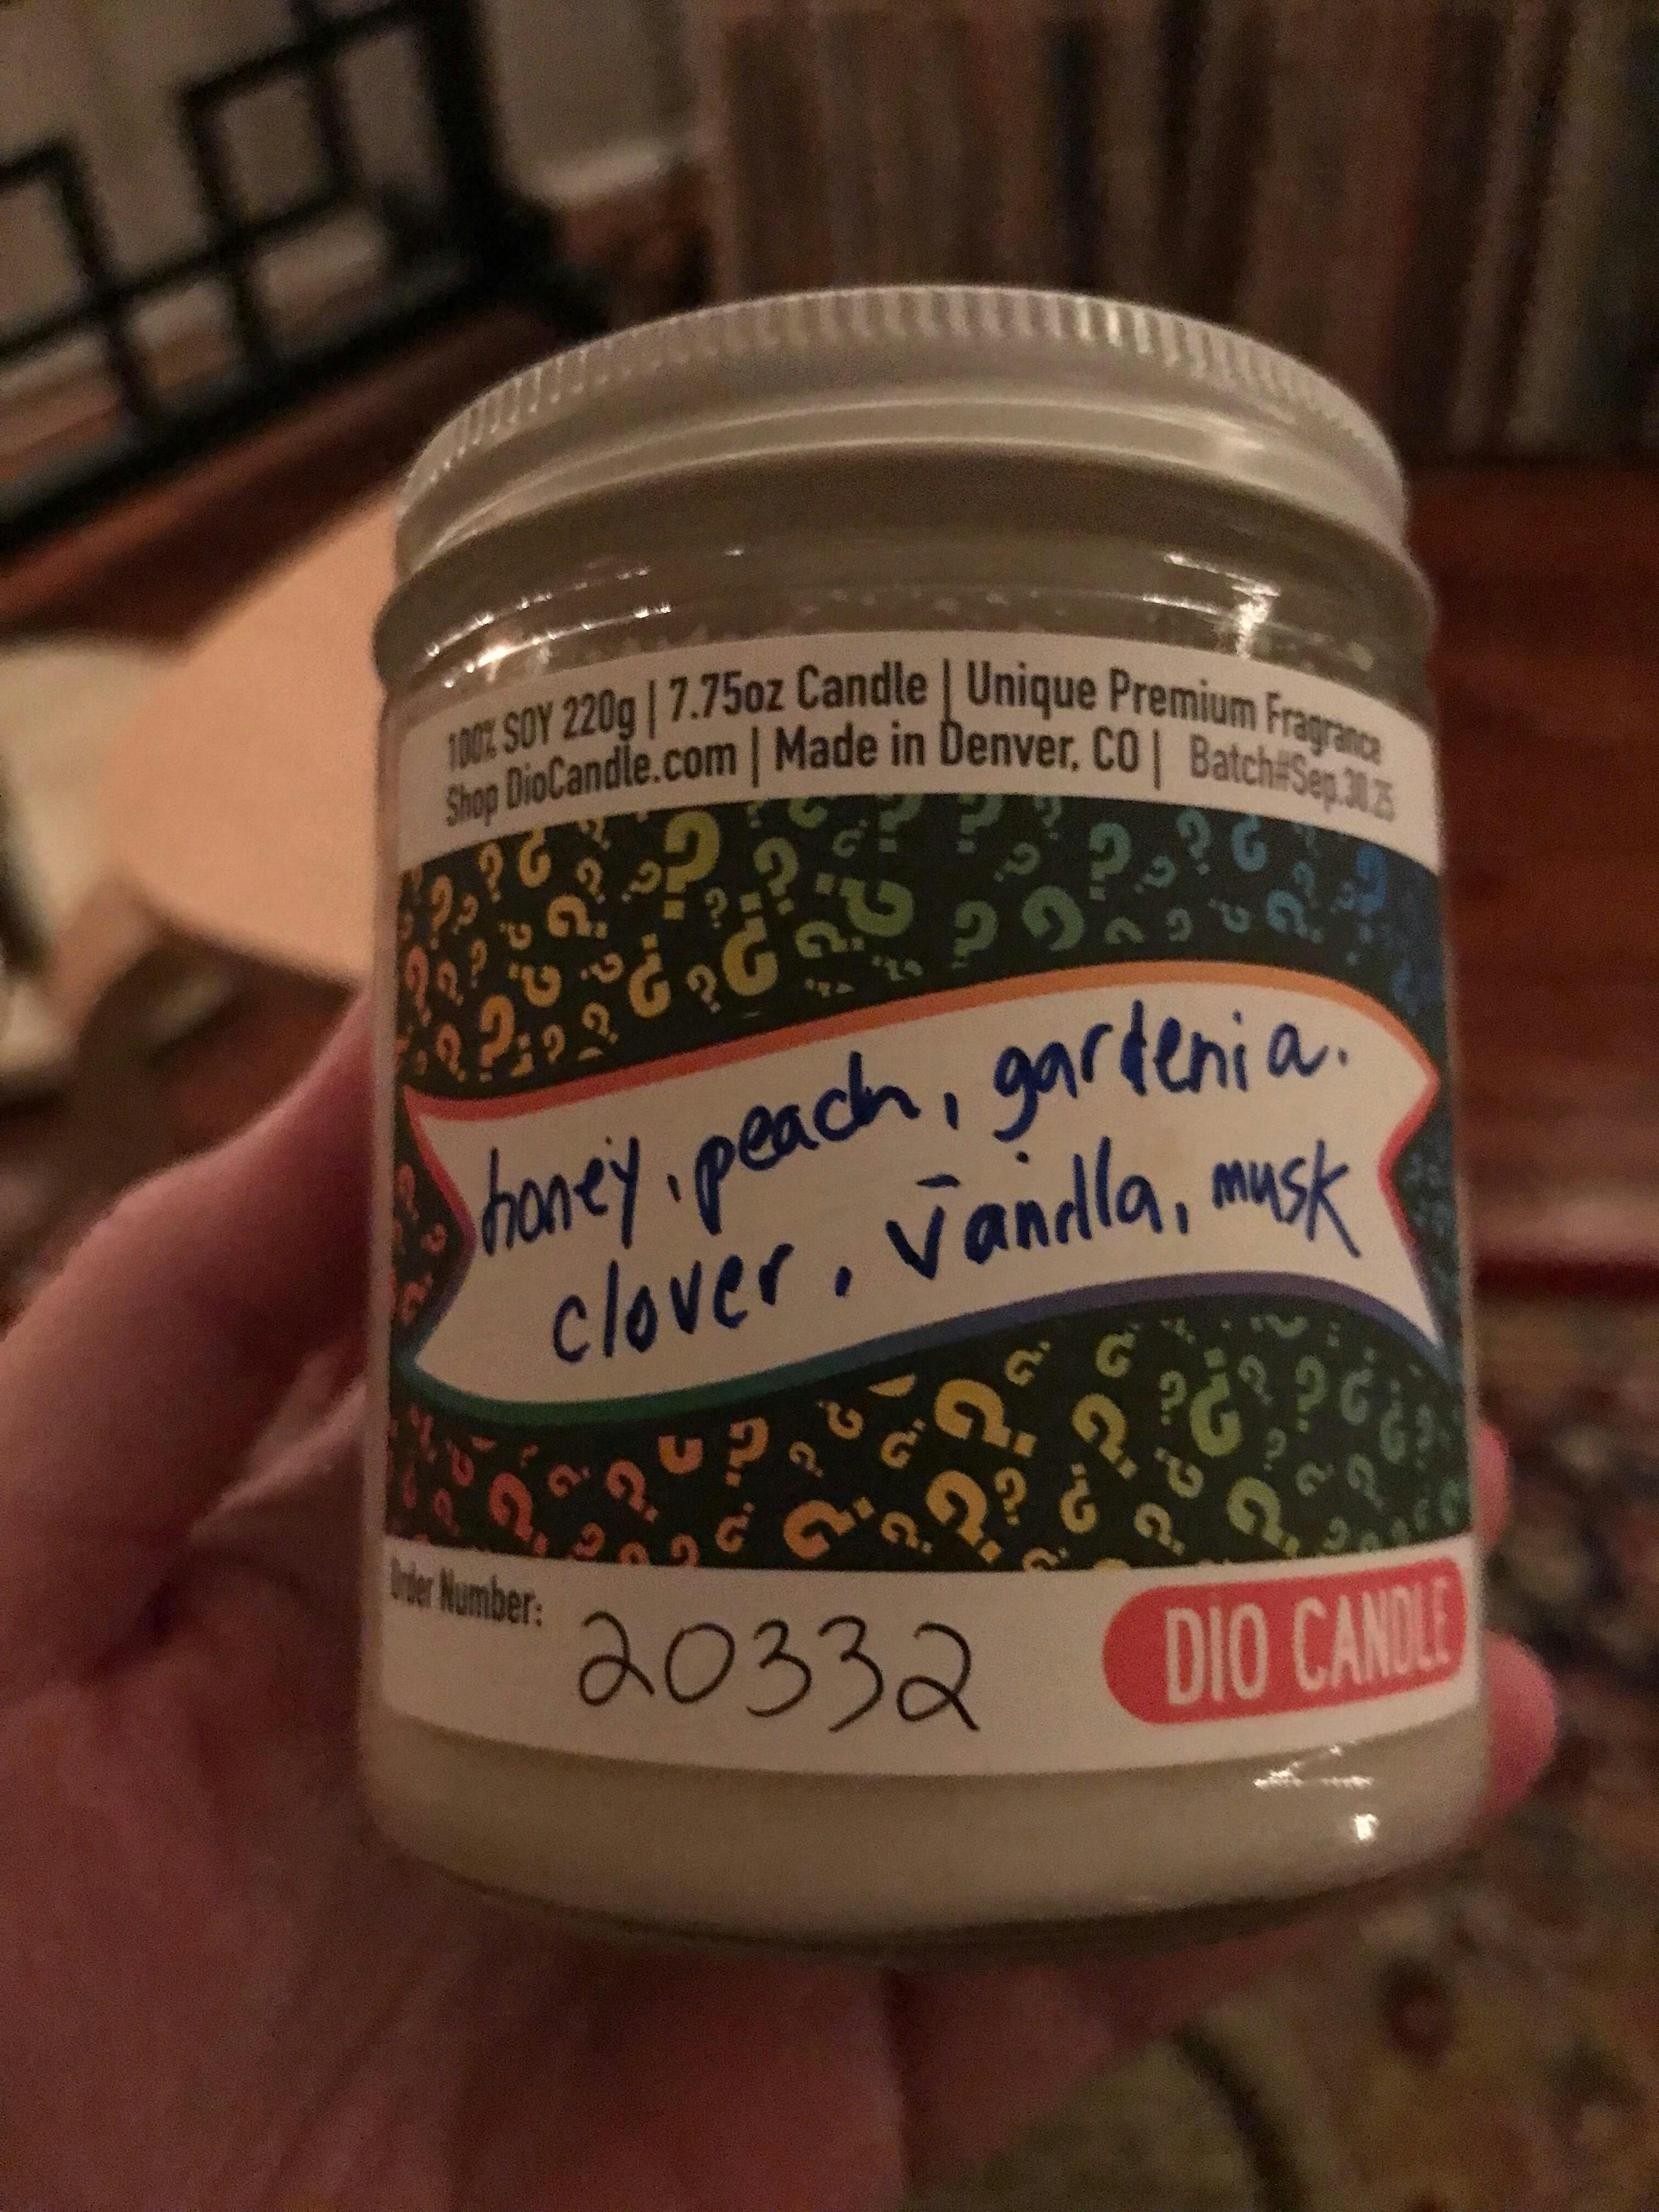 100% SOY 220g | 7.75oz Candle | Unique Premium Fragrance
Shop DioCandle.com | Made in Denver, CO | Batch#Sep.30.25
honey, peach, gardenia.
clover, vanilla, musk
Order Number:
20332
DIO CANDLE